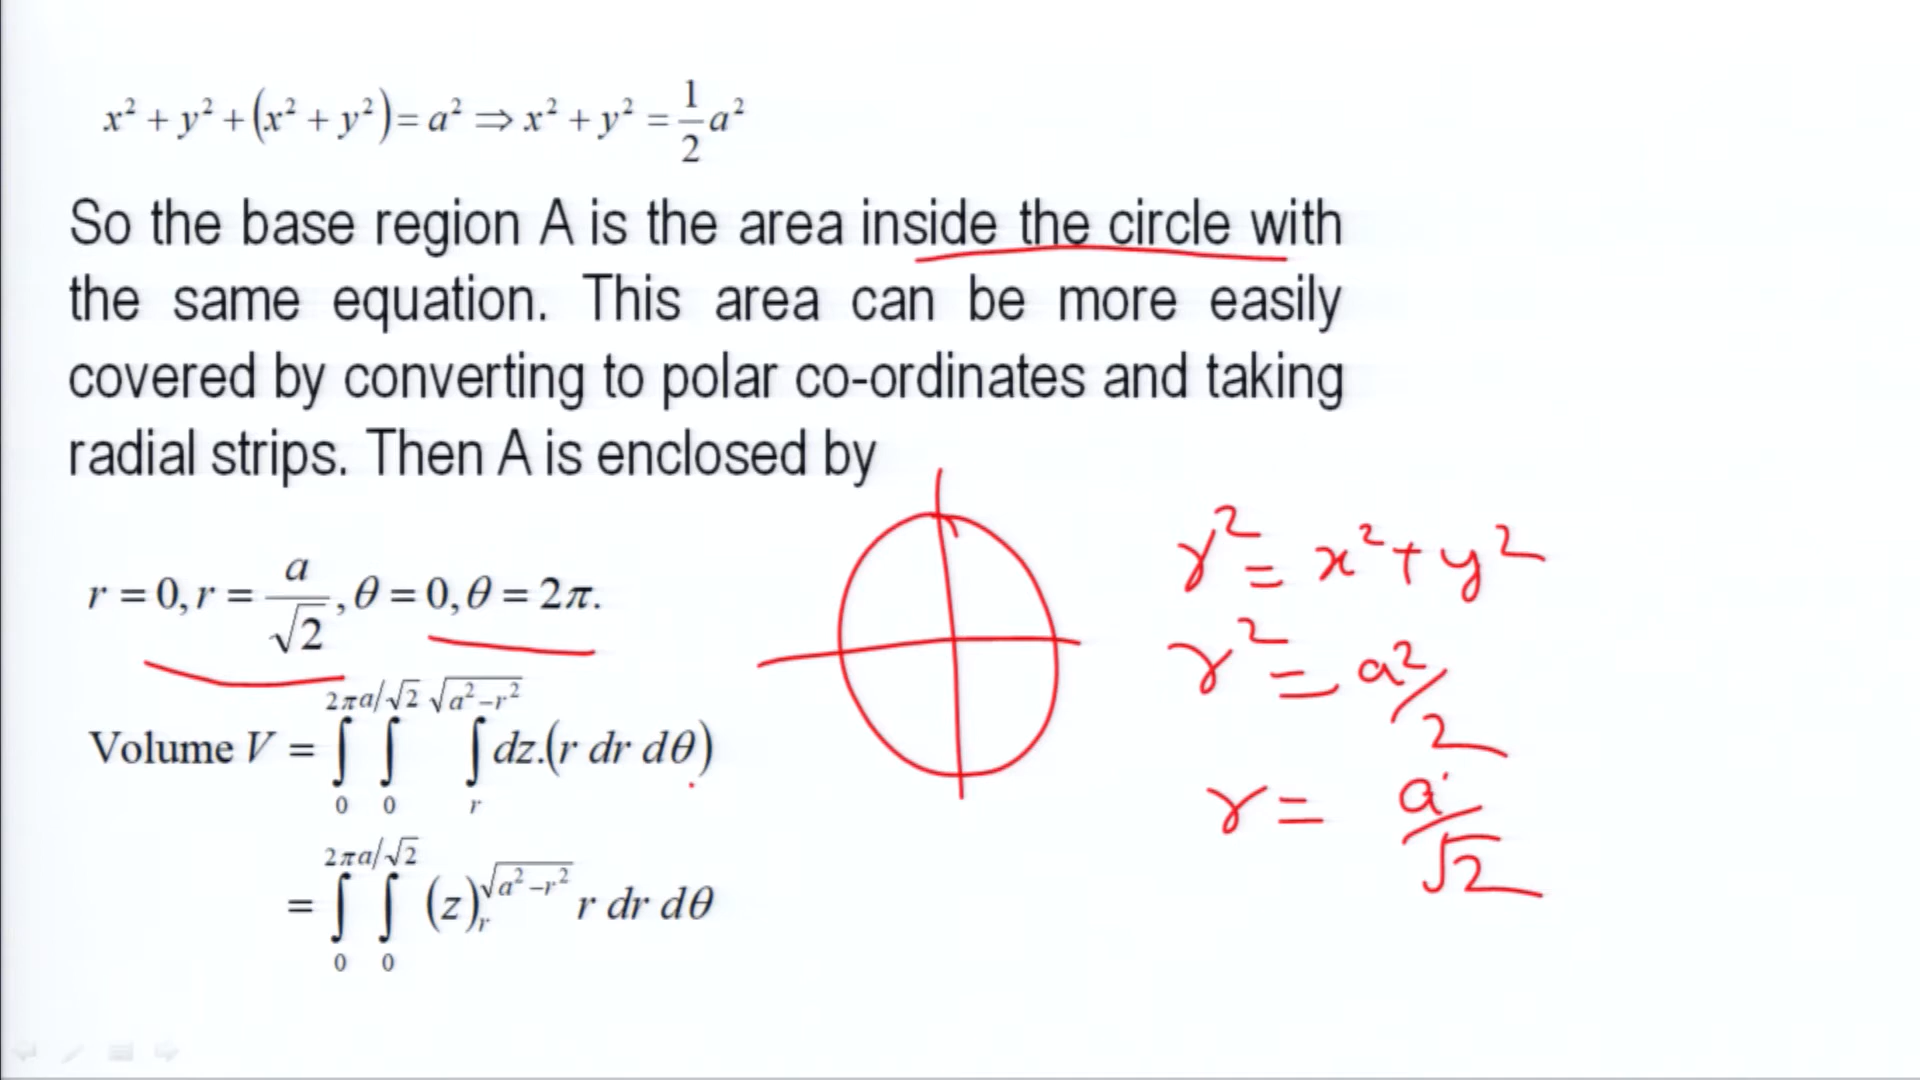 x² + y² + (x² + y²) = a² ⇒ x² + y² = 1/2 a²
So the base region A is the area inside the circle with
the same equation. This area can be more easily
covered by converting to polar co-ordinates and taking
radial strips. Then A is enclosed by
r = 0, r = a/√2, θ = 0, θ = 2π.
Volume V = ∫₀^{2π} ∫₀^{a/√2} ∫ᵣ^{√(a²–r²)} dz.(r dr dθ)
= ∫₀^{2π} ∫₀^{a/√2} (z)ᵣ^{√(a²–r²)} r dr dθ
r² = x² + y²
r² = a²/2
r = a/√2